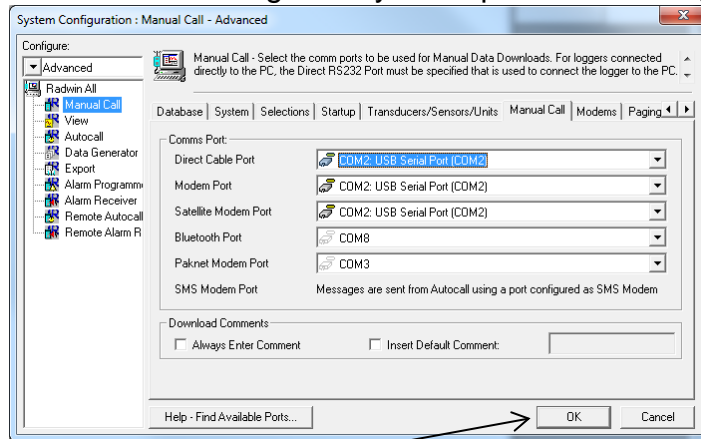 System Configuration : Manual Call - Advanced
Configure:
Advanced
Radwin All
Manual Call
View
Autocall
Data Generator
Export
Alarm Programm
Alarm Receiver
Remote Autocall
Remote Alarm R
Manual Call - Select the comm ports to be used for Manual Data Downloads. For loggers connected
directly to the PC, the Direct RS232 Port must be specified that is used to connect the logger to the PC.
Database System Selections Startup Transducers/Sensors/Units Manual Call Modems Paging
Comms Port:
Direct Cable Port COM2: USB Serial Port (COM2)
Modem Port COM2: USB Serial Port (COM2)
Satellite Modem Port COM2: USB Serial Port (COM2)
Bluetooth Port COM8
Paknet Modem Port COM3
SMS Modem Port Messages are sent from Autocall using a port configured as SMS Modem
Download Comments
Always Enter Comment Insert Default Comment:
Help - Find Available Ports... OK Cancel